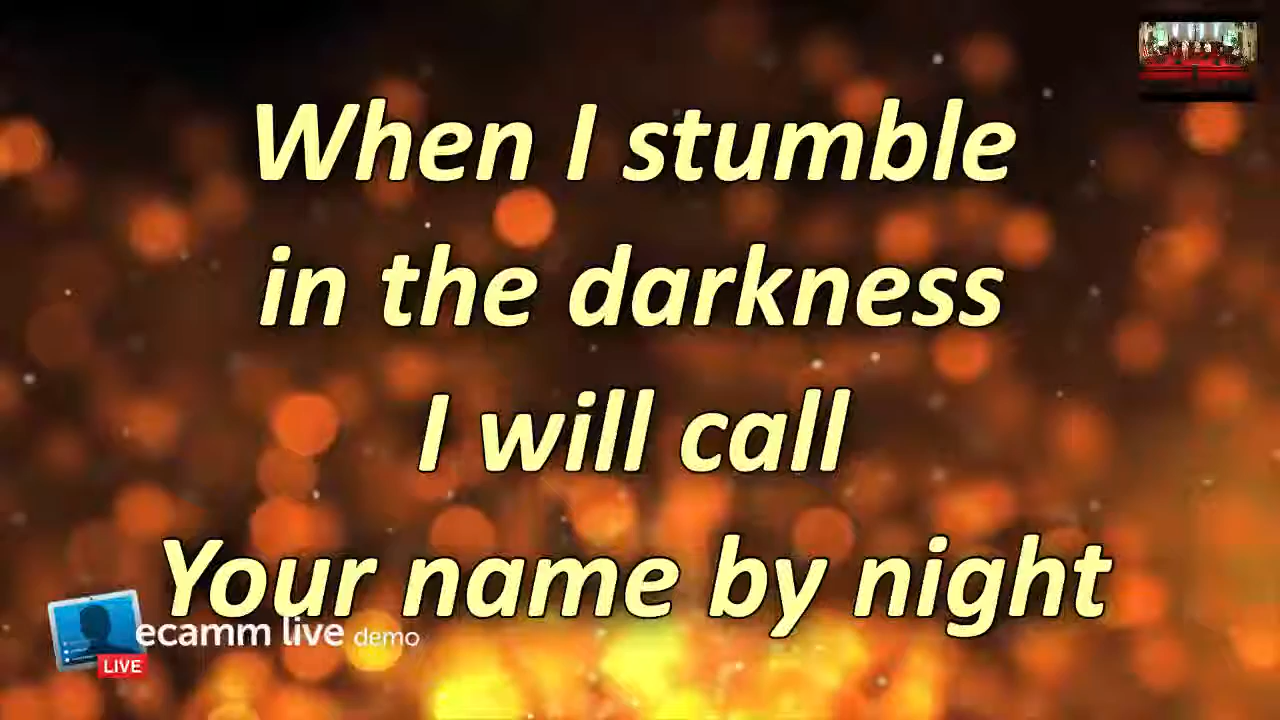 When I stumble
in the darkness
I will call
Your name by night
ecamm live demo
LIVE